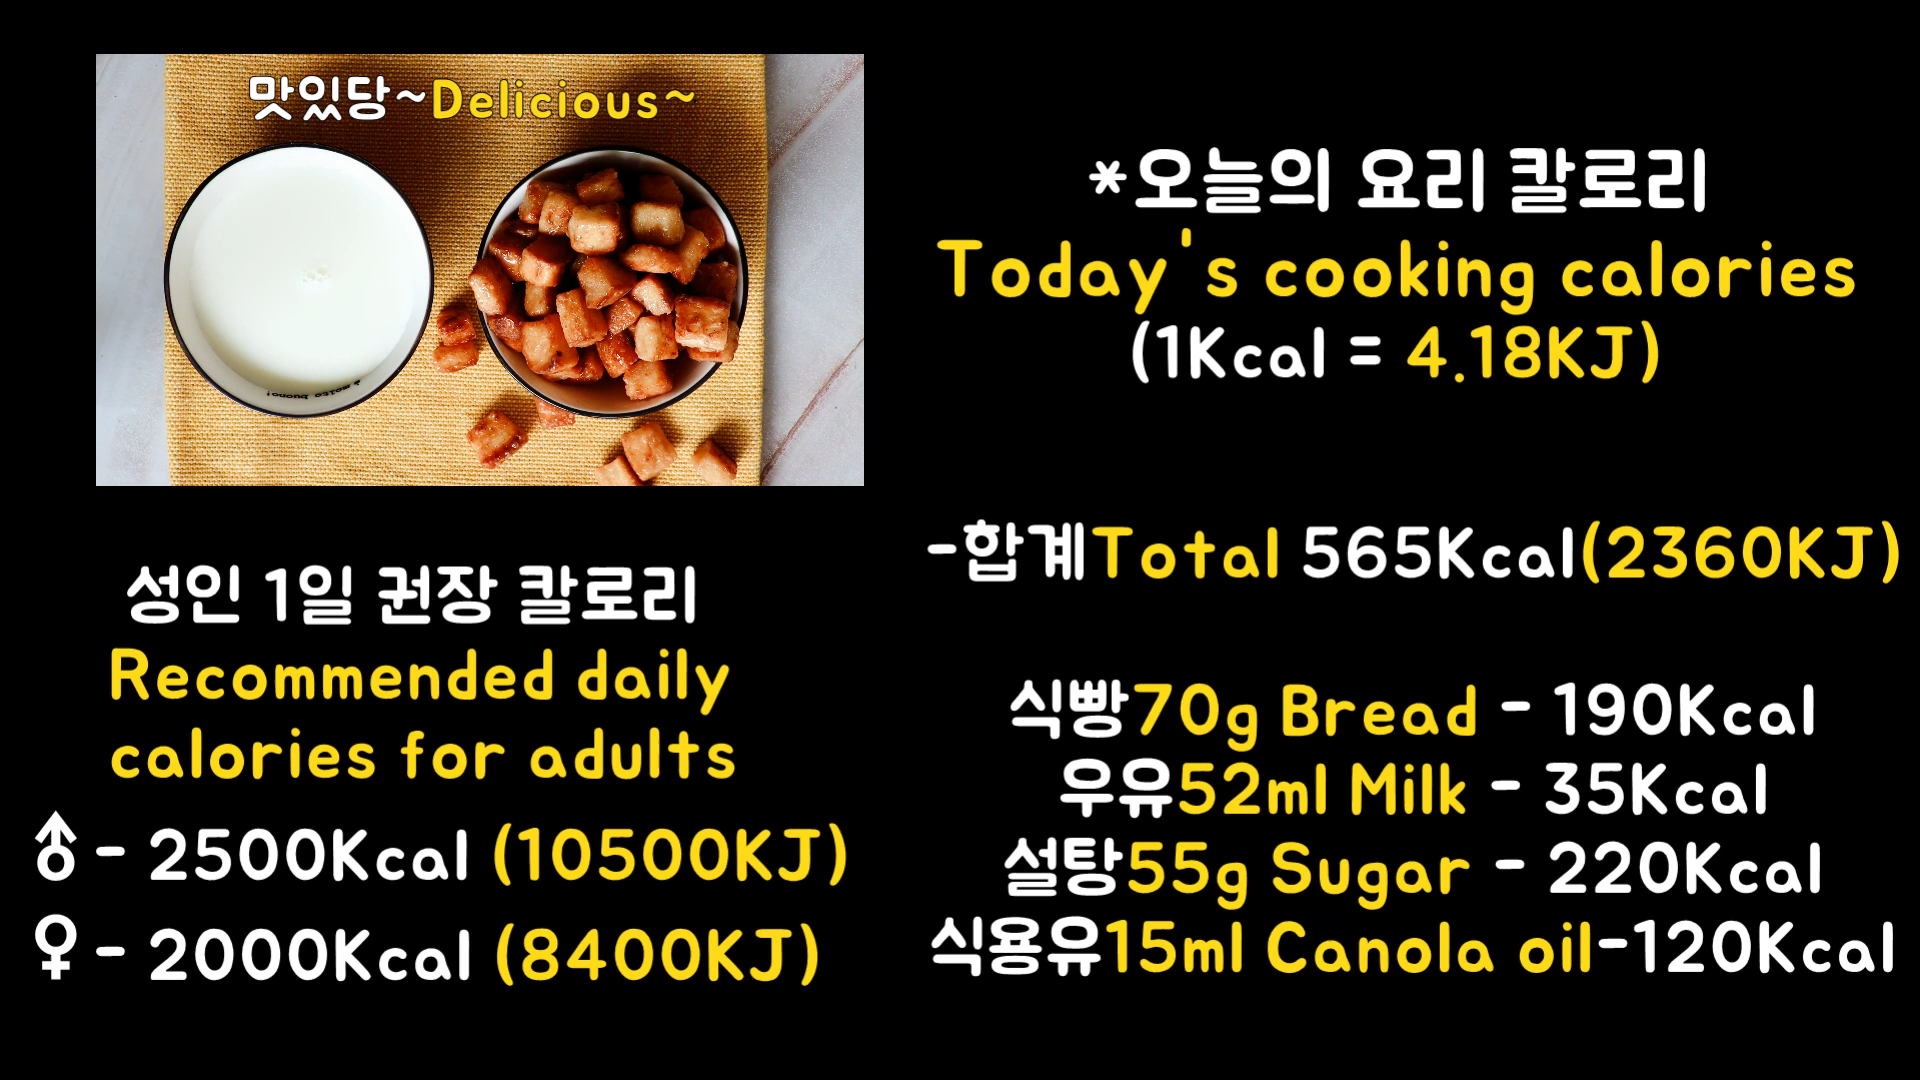 맛있당~Delicious~
*오늘의 요리 칼로리
Today's cooking calories
(1Kcal = 4.18KJ)
-합계Total 565Kcal(2360KJ)
식빵70g Bread - 190Kcal
우유52ml Milk - 35Kcal
설탕55g Sugar - 220Kcal
식용유15ml Canola oil-120Kcal
성인 1일 권장 칼로리
Recommended daily
calories for adults
♂- 2500Kcal (10500KJ)
♀- 2000Kcal (8400KJ)